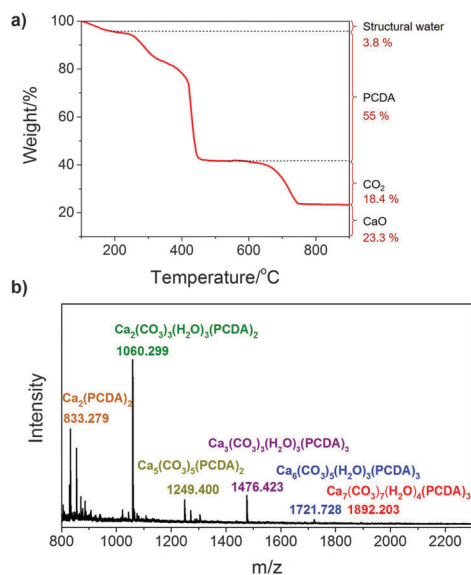 a)
100
80
60
40
20
Weight/%
200
400
600
800
Temperature/°C
Structural water
3.8 %
PCDA
55 %
CO₂
18.4 %
CaO
23.3 %
b)
Ca₂(CO₃)₃(H₂O)₃(PCDA)₂
1060.299
Ca₂(PCDA)₂
833.279
Ca₅(CO₃)₅(PCDA)₂
1249.400
Ca₃(CO₃)₃(H₂O)₃(PCDA)₃
1476.423
Ca₆(CO₃)₅(H₂O)₃(PCDA)₃
1721.728
Ca₇(CO₃)₇(H₂O)₄(PCDA)₃
1892.203
Intensity
800
1000
1200
1400
1600
1800
2000
2200
m/z